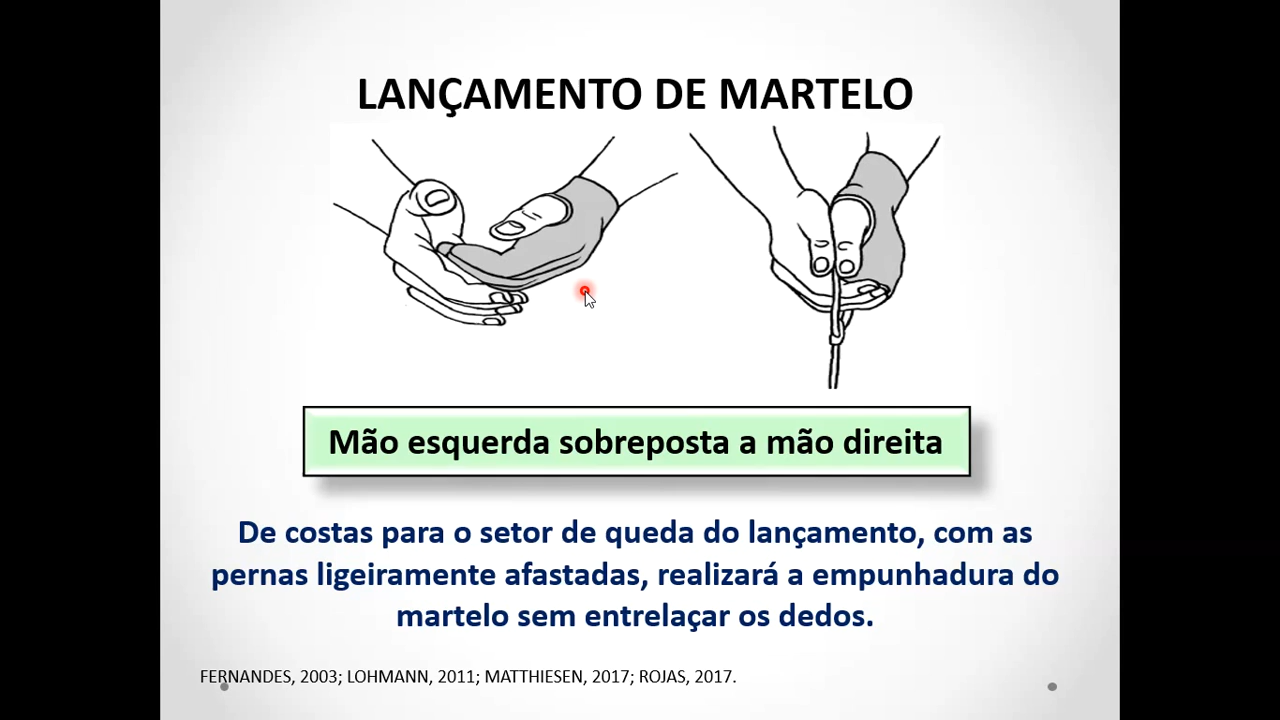 LANÇAMENTO DE MARTELO
Mão esquerda sobreposta a mão direita
De costas para o setor de queda do lançamento, com as
pernas ligeiramente afastadas, realizará a empunhadura do
martelo sem entrelaçar os dedos.
FERNANDES, 2003; LOHMANN, 2011; MATTHIESEN, 2017; ROJAS, 2017.